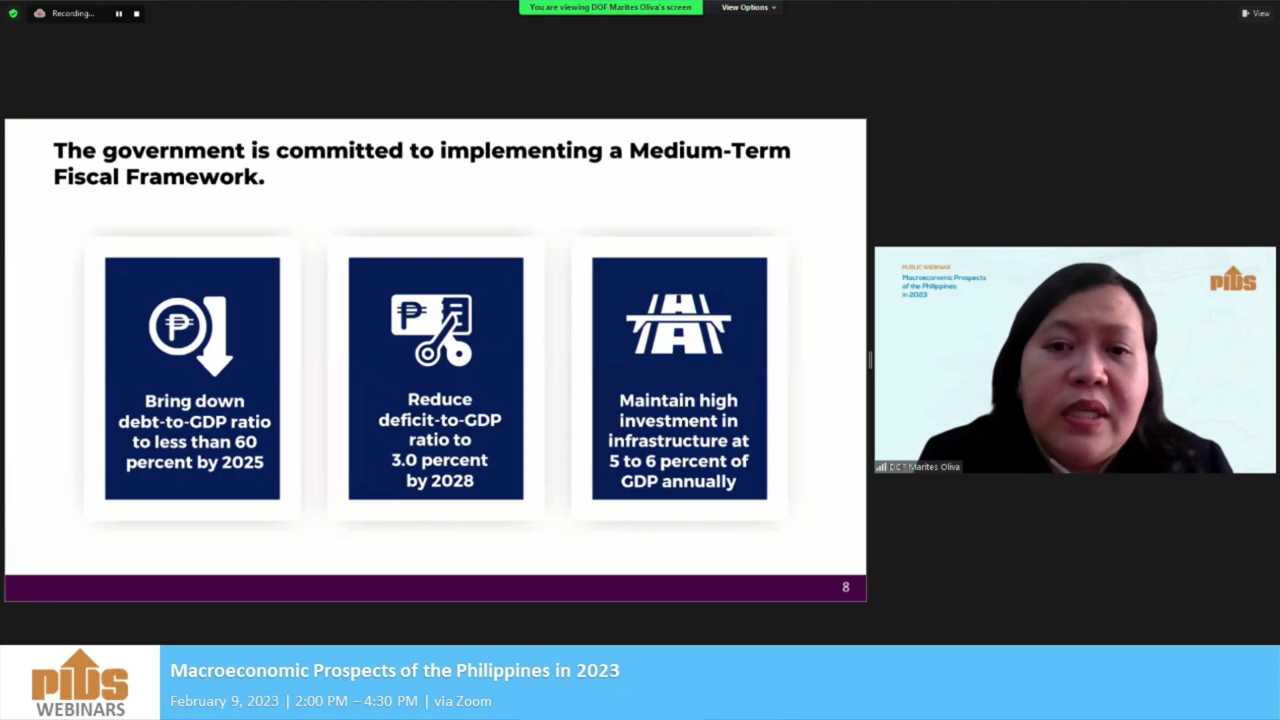 Recording...
You are viewing DOF Marites Oliva's screen
View Options
View
The government is committed to implementing a Medium-Term
Fiscal Framework.
Bring down
debt-to-GDP ratio
to less than 60
percent by 2025
Reduce
deficit-to-GDP
ratio to
3.0 percent
by 2028
Maintain high
investment in
infrastructure at
5 to 6 percent of
GDP annually
8
PUBLIC WEBINAR
Macroeconomic Prospects
of the Philippines
in 2023
PIDS
DOF Marites Oliva
PIDS
WEBINARS
Macroeconomic Prospects of the Philippines in 2023
February 9, 2023 | 2:00 PM – 4:30 PM | via Zoom